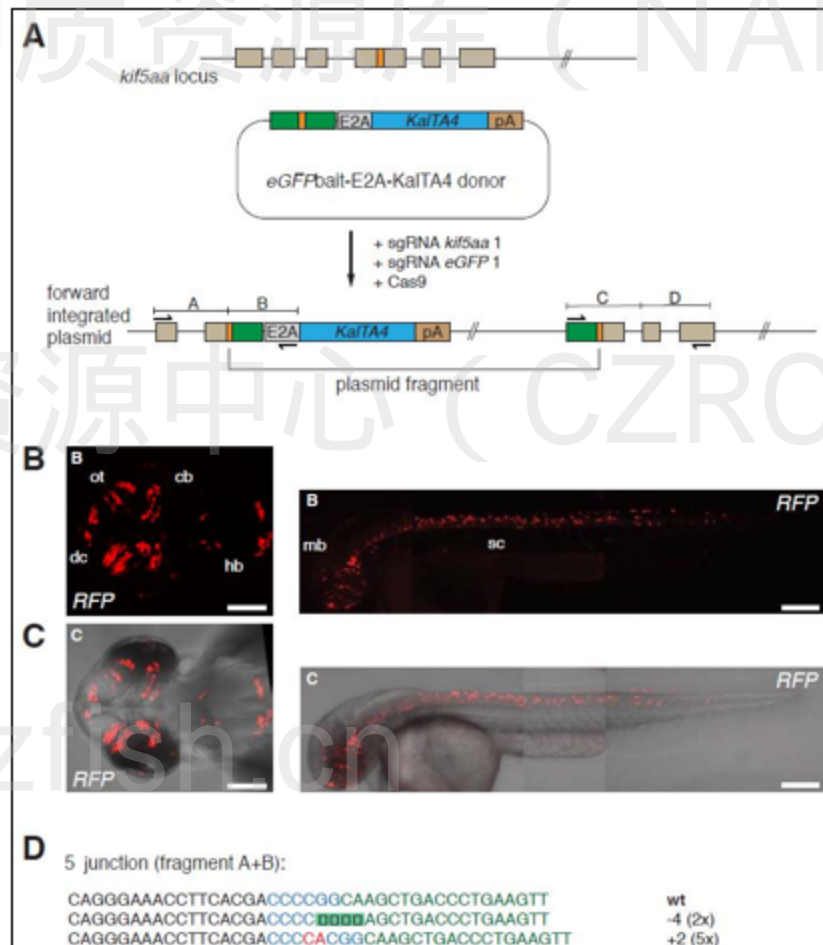 质资源库（NA
A
kif5aa locus
E2A KalTA4 pA
eGFPbait-E2A-KalTA4 donor
+ sgRNA kif5aa 1
+ sgRNA eGFP 1
+ Cas9
forward
integrated
plasmid
A B C D
E2A KalTA4 pA
plasmid fragment
资源中心（CZRC
B
B ot cb
dc hb
RFP
B RFP
mb sc
C
C
RFP
C RFP
zfish.cn
D
5 junction (fragment A+B):
CAGGGAAACCTTCACGACCCCGGCAAGCTGACCCTGAAGTT wt
CAGGGAAACCTTCACGACCCC▯▯▯▯AGCTGACCCTGAAGTT -4 (2x)
CAGGGAAACCTTCACGACCCCACGGCAAGCTGACCCTGAAGTT +2 (5x)